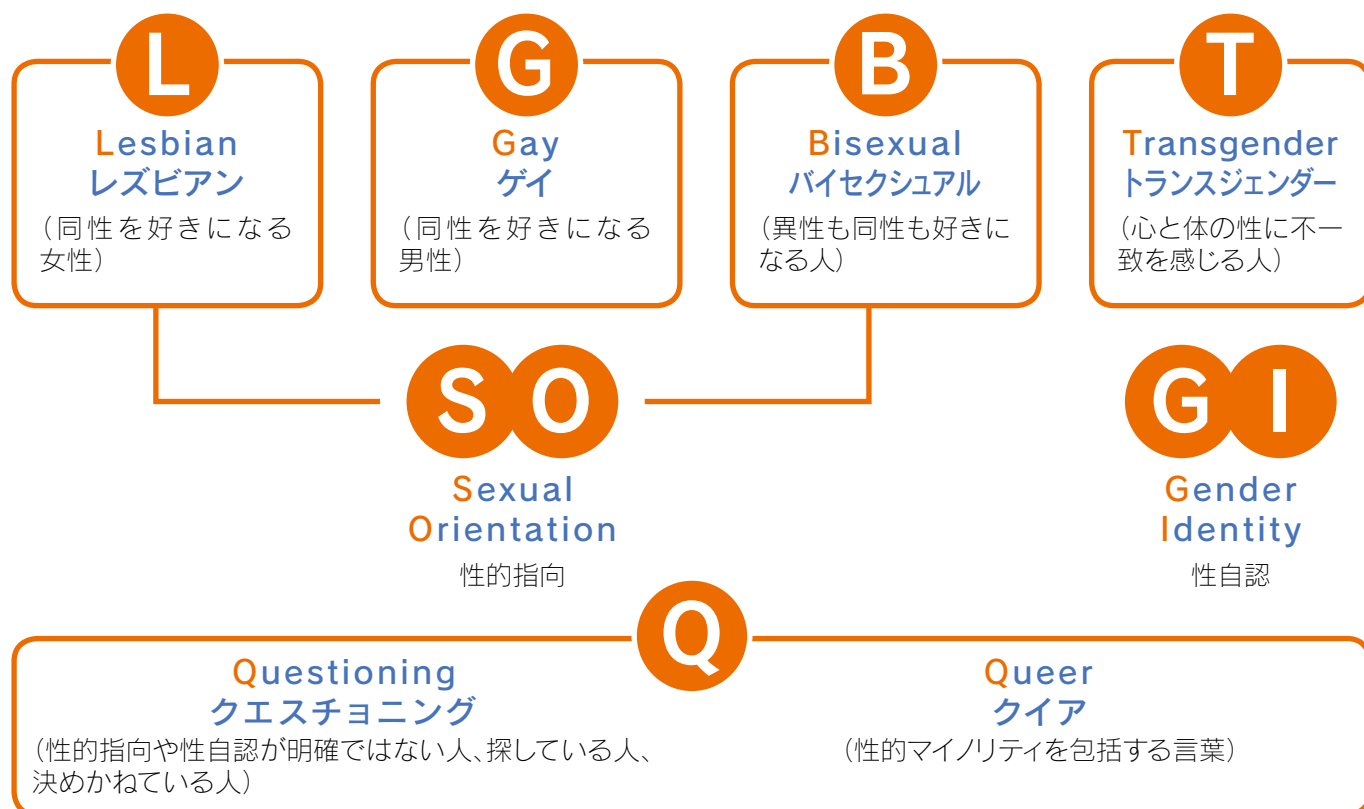 L
Lesbian
レズビアン
（同性を好きになる
女性）
G
Gay
ゲイ
（同性を好きになる
男性）
B
Bisexual
バイセクシュアル
（異性も同性も好きに
なる人）
T
Transgender
トランスジェンダー
（心と体の性に不一
致を感じる人）
SO
Sexual
Orientation
性的指向
GI
Gender
Identity
性自認
Q
Questioning
クエスチョニング
（性的指向や性自認が明確ではない人、探している人、
決めかねている人）
Queer
クイア
（性的マイノリティを包括する言葉）